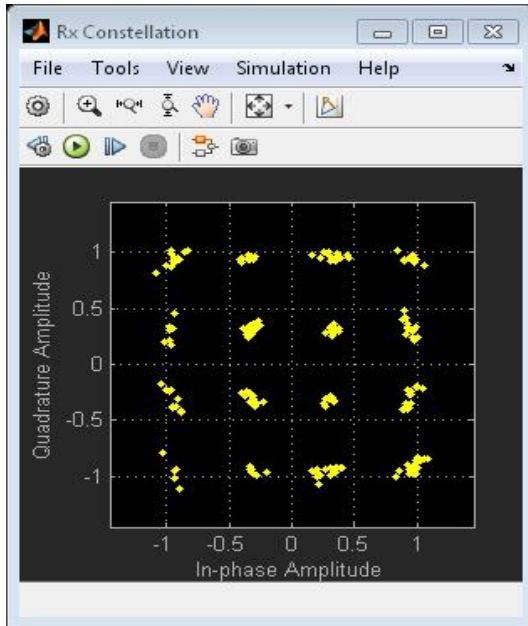 Rx Constellation
File Tools View Simulation Help
Quadrature Amplitude
1
0.5
0
-0.5
-1
-1 -0.5 0 0.5 1
In-phase Amplitude